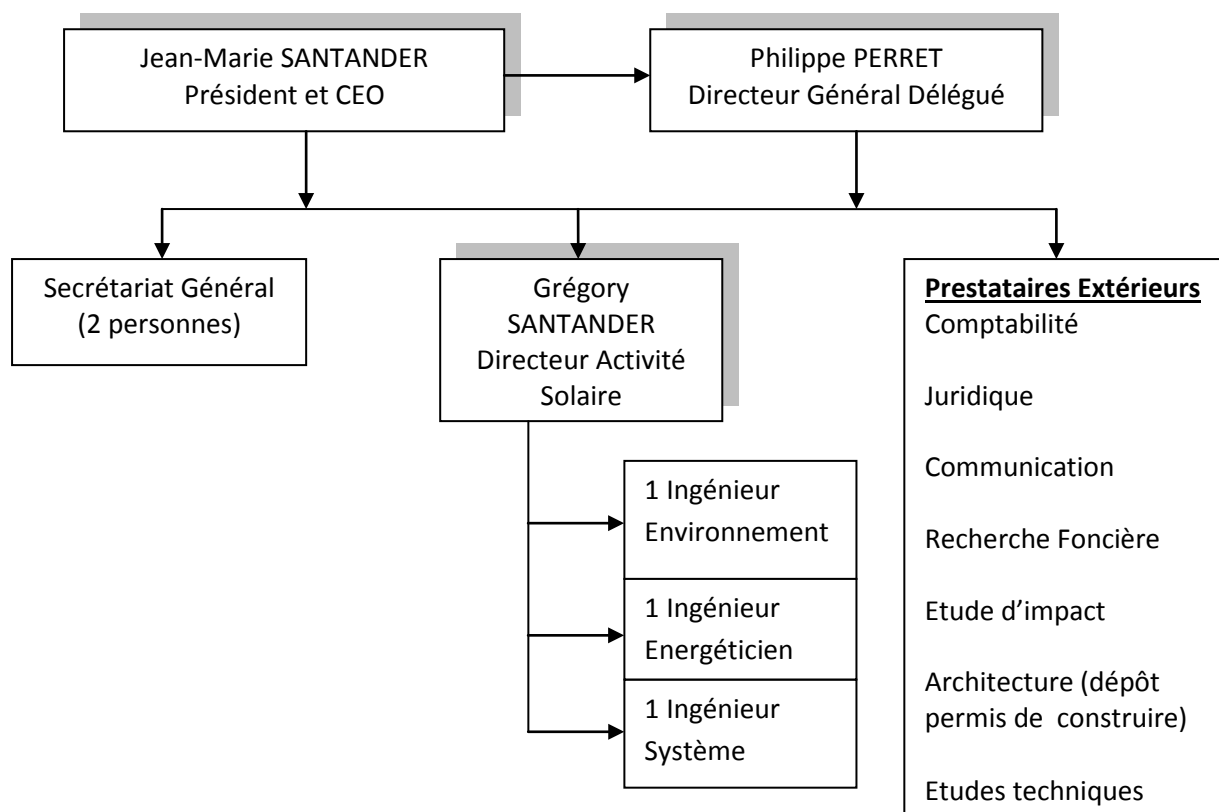 Jean-Marie SANTANDER
Président et CEO
Philippe PERRET
Directeur Général Délégué
Secrétariat Général
(2 personnes)
Grégory
SANTANDER
Directeur Activité
Solaire
1 Ingénieur
Environnement
1 Ingénieur
Energéticien
1 Ingénieur
Système
Prestataires Extérieurs
Comptabilité
Juridique
Communication
Recherche Foncière
Etude d’impact
Architecture (dépôt
permis de construire)
Etudes techniques